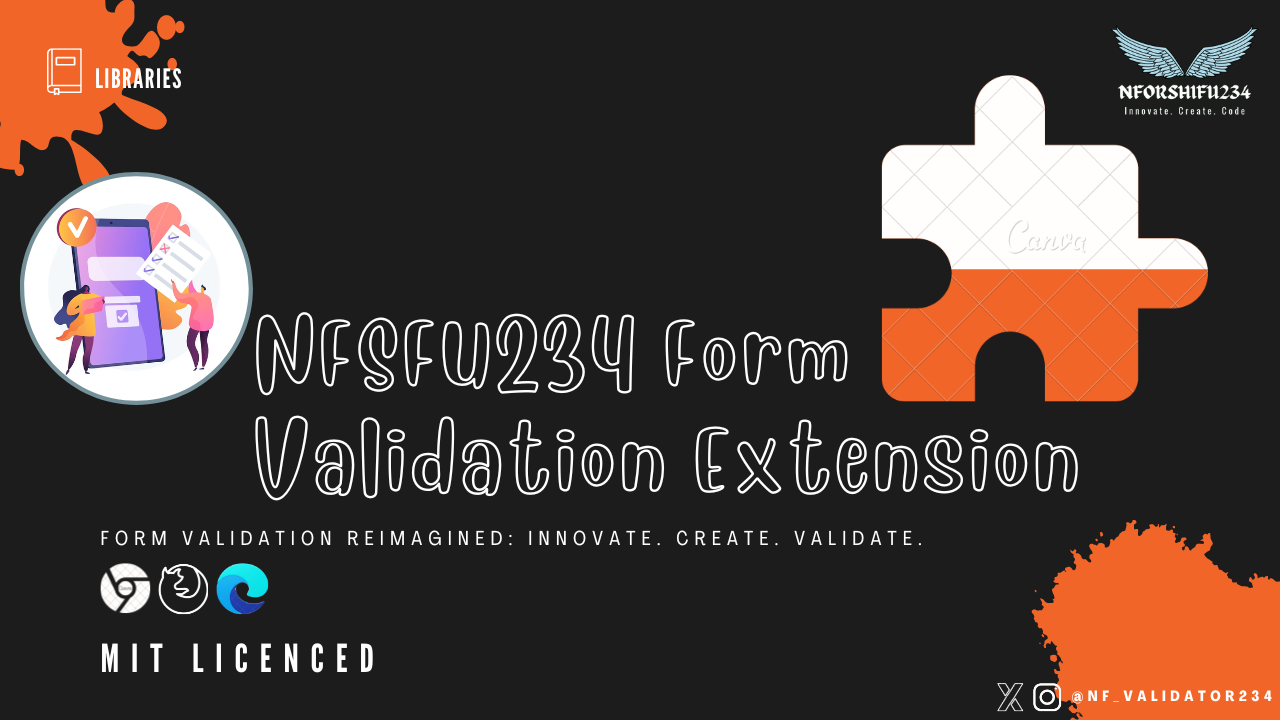 LIBRARIES
NFORSHIFU234
Innovate. Create. Code
Canva
NFSFU234 Form
Validation Extension
FORM VALIDATION REIMAGINED: INNOVATE. CREATE. VALIDATE.
MIT LICENCED
@NF_VALIDATOR234